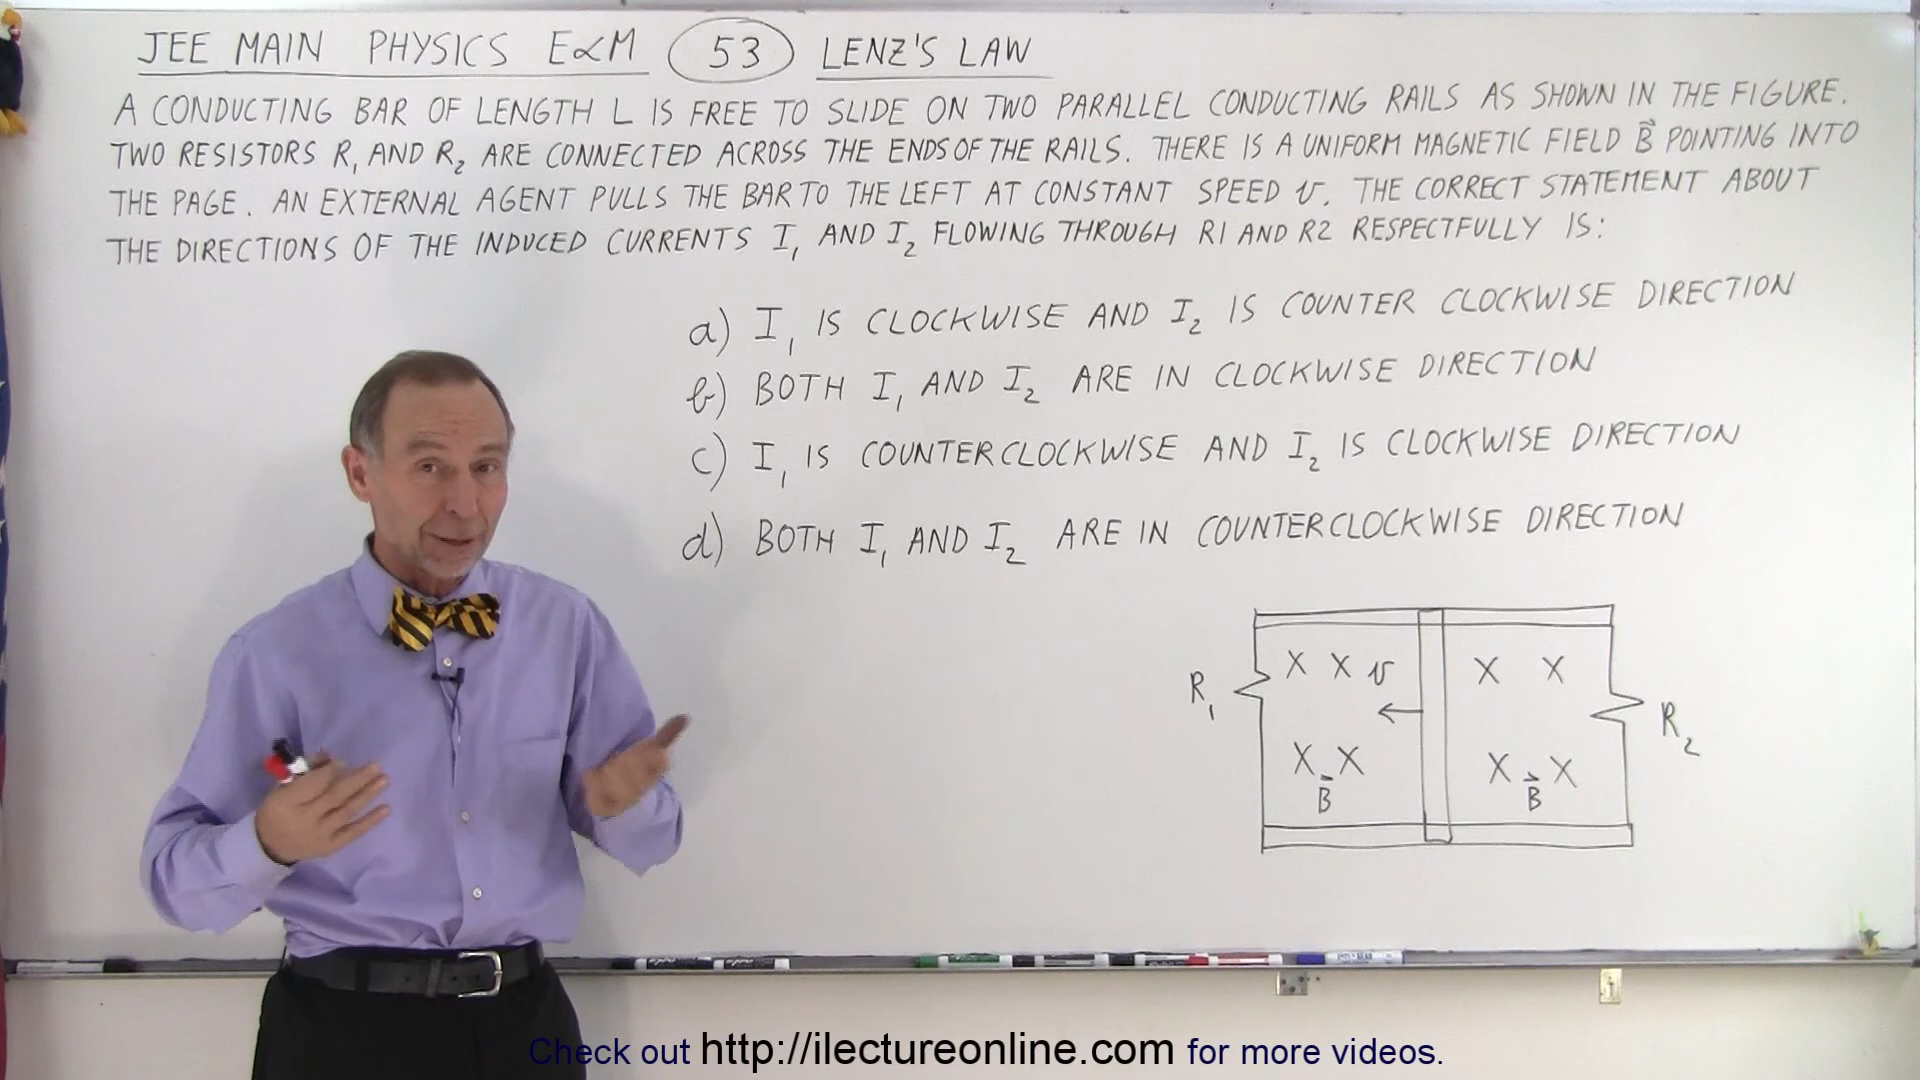 JEE MAIN PHYSICS E∝M 53 LENZ'S LAW
A CONDUCTING BAR OF LENGTH L IS FREE TO SLIDE ON TWO PARALLEL CONDUCTING RAILS AS SHOWN IN THE FIGURE.
TWO RESISTORS R₁ AND R₂ ARE CONNECTED ACROSS THE ENDS OF THE RAILS. THERE IS A UNIFORM MAGNETIC FIELD B⃗ POINTING INTO
THE PAGE. AN EXTERNAL AGENT PULLS THE BAR TO THE LEFT AT CONSTANT SPEED v. THE CORRECT STATEMENT ABOUT
THE DIRECTIONS OF THE INDUCED CURRENTS I₁ AND I₂ FLOWING THROUGH R1 AND R2 RESPECTFULLY IS:
a) I₁ IS CLOCKWISE AND I₂ IS COUNTER CLOCKWISE DIRECTION
b) BOTH I₁ AND I₂ ARE IN CLOCKWISE DIRECTION
c) I₁ IS COUNTERCLOCKWISE AND I₂ IS CLOCKWISE DIRECTION
d) BOTH I₁ AND I₂ ARE IN COUNTERCLOCKWISE DIRECTION
X X v X X
R₁ R₂
X X X X
B⃗ B⃗
Check out http://ilectureonline.com for more videos.